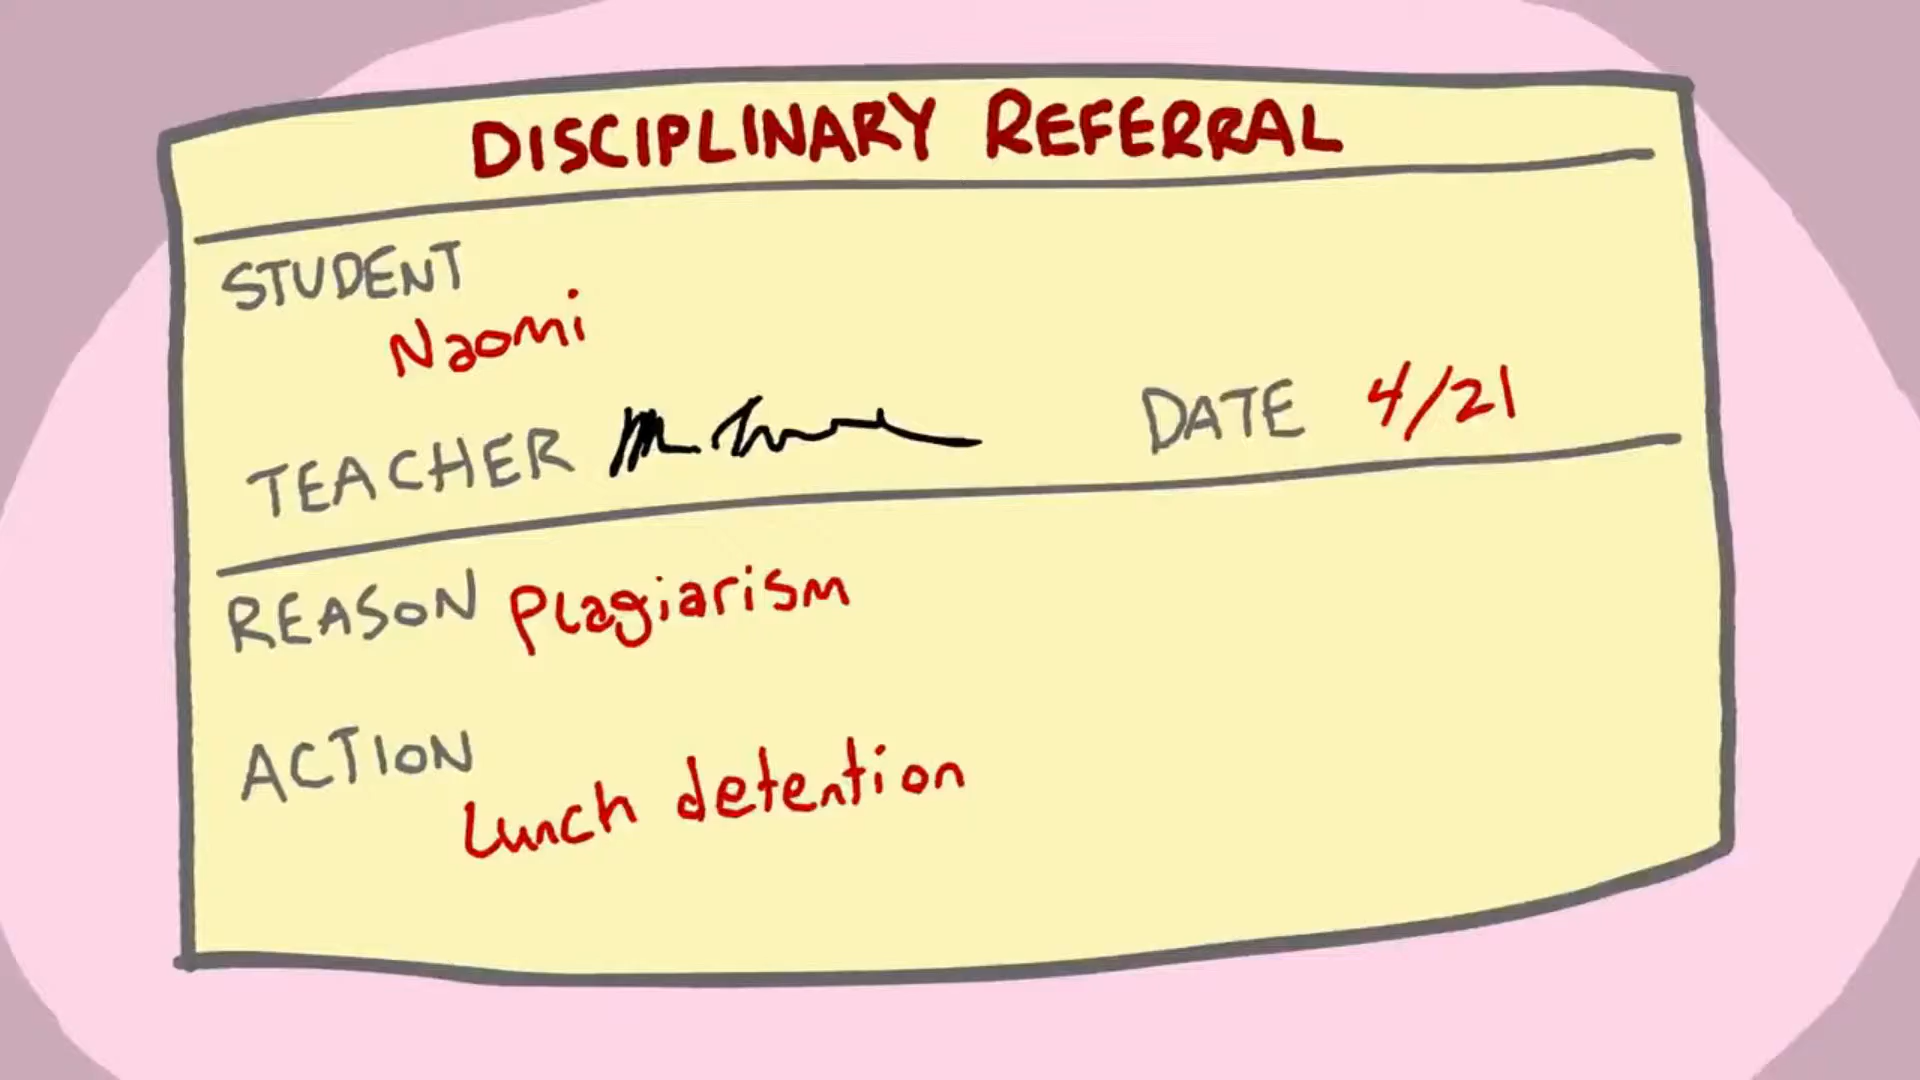 DISCIPLINARY REFERRAL
STUDENT
Naomi
TEACHER DATE 4/21
REASON Plagiarism
ACTION
Lunch detention